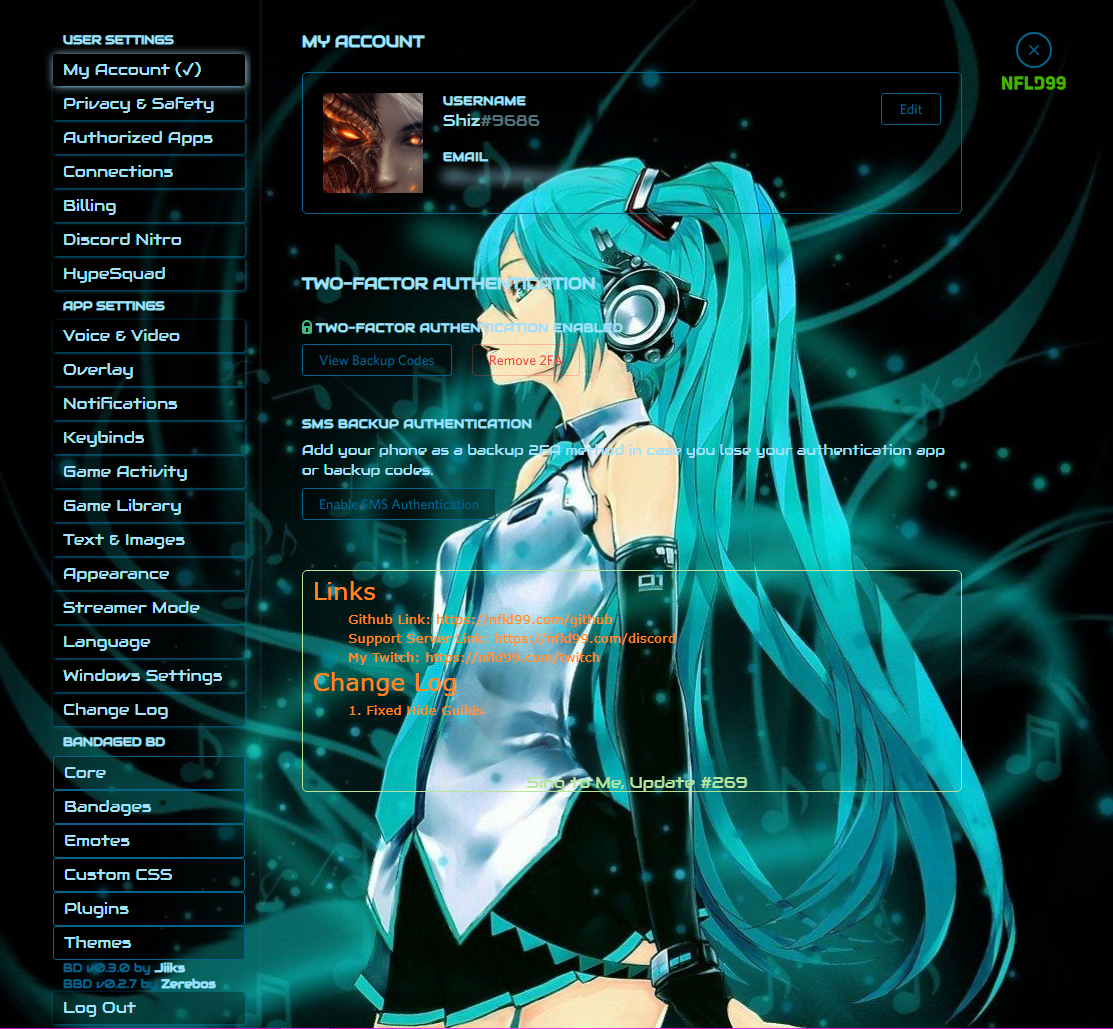 USER SETTINGS
My Account (✓)
Privacy & Safety
Authorized Apps
Connections
Billing
Discord Nitro
HypeSquad
APP SETTINGS
Voice & Video
Overlay
Notifications
Keybinds
Game Activity
Game Library
Text & Images
Appearance
Streamer Mode
Language
Windows Settings
Change Log
BANDAGED BD
Core
Bandages
Emotes
Custom CSS
Plugins
Themes
BD v0.3.0 by Jiiks
BBD v0.2.7 by Zerebos
Log Out
MY ACCOUNT
USERNAME
Shiz#9686
Edit
EMAIL
TWO-FACTOR AUTHENTICATION
TWO-FACTOR AUTHENTICATION ENABLED
View Backup Codes
Remove 2FA
SMS BACKUP AUTHENTICATION
Add your phone as a backup 2FA method in case you lose your authentication app
or backup codes.
Enable SMS Authentication
01
Links
Github Link: https://nfld99.com/github
Support Server Link: https://nfld99.com/discord
My Twitch: https://nfld99.com/twitch
Change Log
1. Fixed Hide Guilds
Sing to Me, Update #269
NFLD99